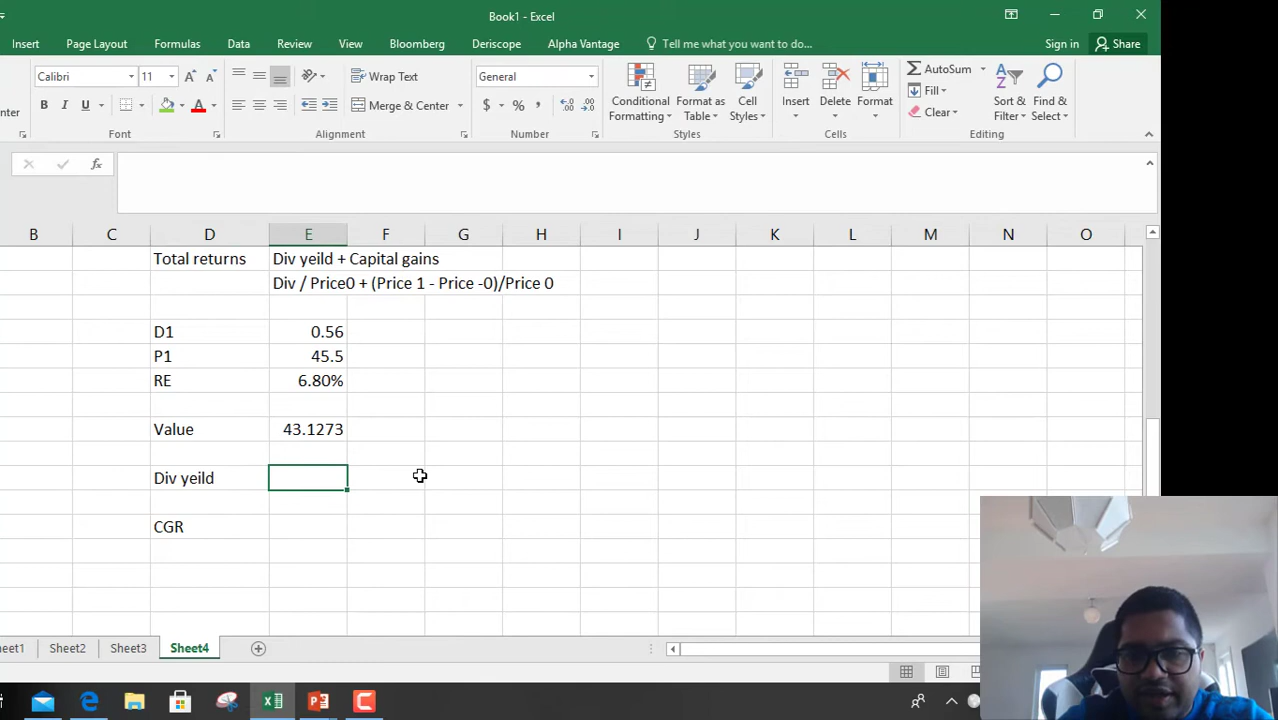 Book1 - Excel
Insert Page Layout Formulas Data Review View Bloomberg Deriscope Alpha Vantage Tell me what you want to do... Sign in Share
Calibri 11 Wrap Text General Conditional Formatting Format as Table Cell Styles Insert Delete Format AutoSum Fill Clear Sort & Filter Find & Select
B I U A Merge & Center $ %
Font Alignment Number Styles Cells Editing
fx
B C D E F G H I J K L M N O
Total returns Div yeild + Capital gains
Div / Price0 + (Price 1 - Price -0)/Price 0
D1 0.56
P1 45.5
RE 6.80%
Value 43.1273
Div yeild
CGR
eet1 Sheet2 Sheet3 Sheet4